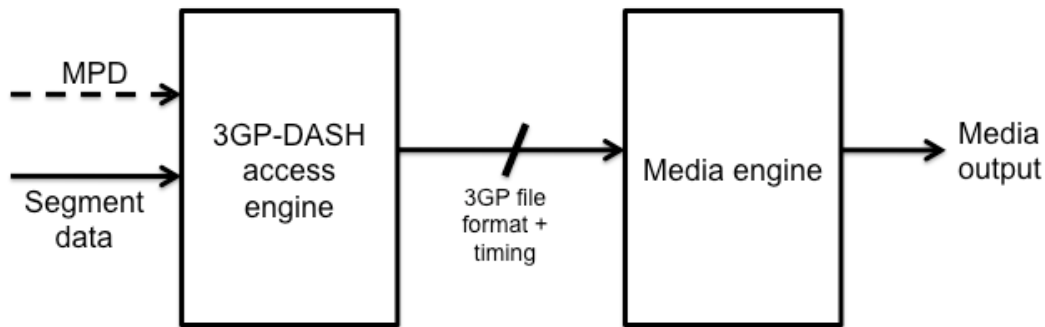 MPD
Segment
data
3GP-DASH
access
engine
3GP file
format +
timing
Media engine
Media
output